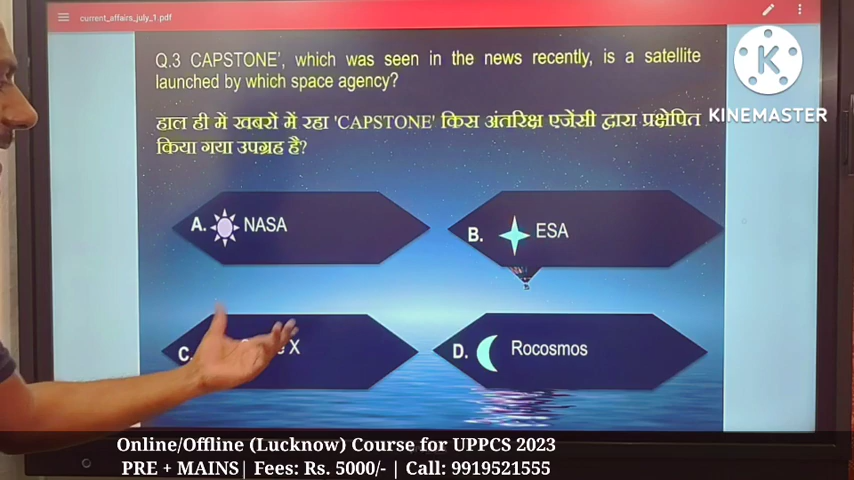 current_affairs_july_1.pdf
Q.3 CAPSTONE', which was seen in the news recently, is a satellite
launched by which space agency?
हाल ही में खबरों में रहा 'CAPSTONE' किस अंतरिक्ष एजेंसी द्वारा प्रक्षेपित
किया गया उपग्रह है?
A. NASA
B. ESA
C. X
D. Rocosmos
K
KINEMASTER
Online/Offline (Lucknow) Course for UPPCS 2023
PRE + MAINS| Fees: Rs. 5000/- | Call: 9919521555